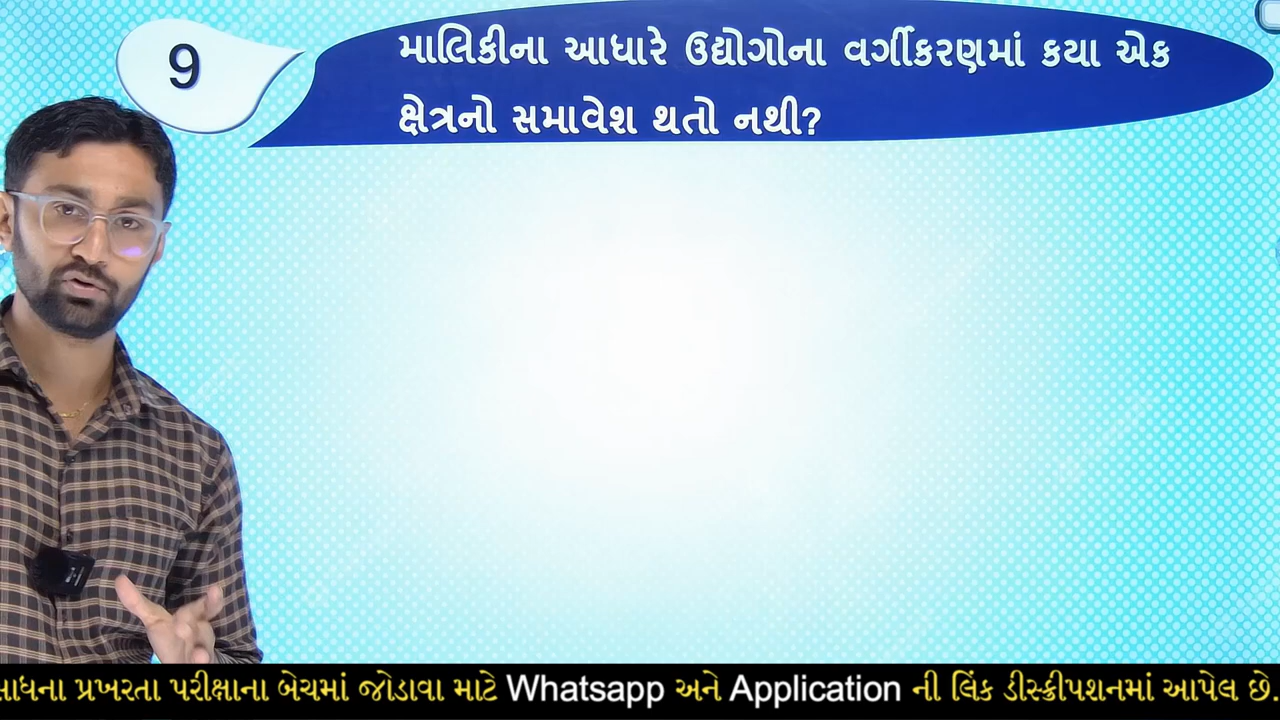 9
માલિકીના આધારે ઉદ્યોગોના વર્ગીકરણમાં કયા એક
ક્ષેત્રનો સમાવેશ થતો નથી?
સાધના પ્રખરતા પરીક્ષાના બેચમાં જોડાવા માટે Whatsapp અને Application ની લિંક ડીસ્ક્રીપશનમાં આપેલ છે.